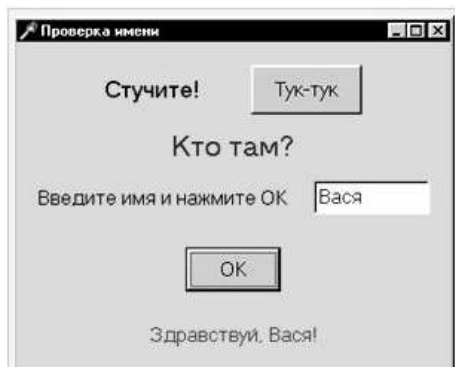 Проверка имени
Стучите! Тук-тук
Кто там?
Введите имя и нажмите ОК Вася
ОК
Здравствуй, Вася!